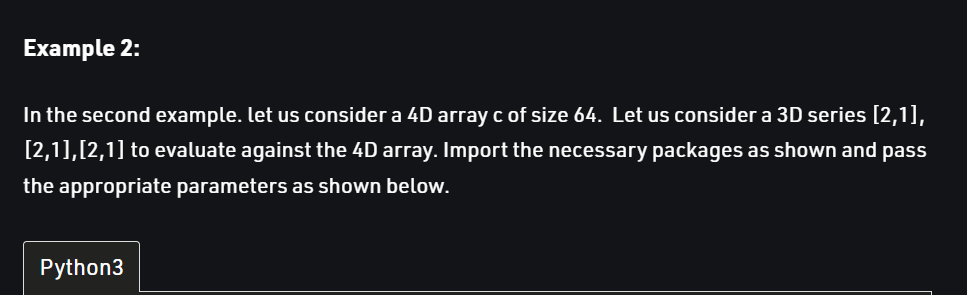 Example 2:
In the second example. let us consider a 4D array c of size 64.  Let us consider a 3D series [2,1],
[2,1],[2,1] to evaluate against the 4D array. Import the necessary packages as shown and pass
the appropriate parameters as shown below.
Python3